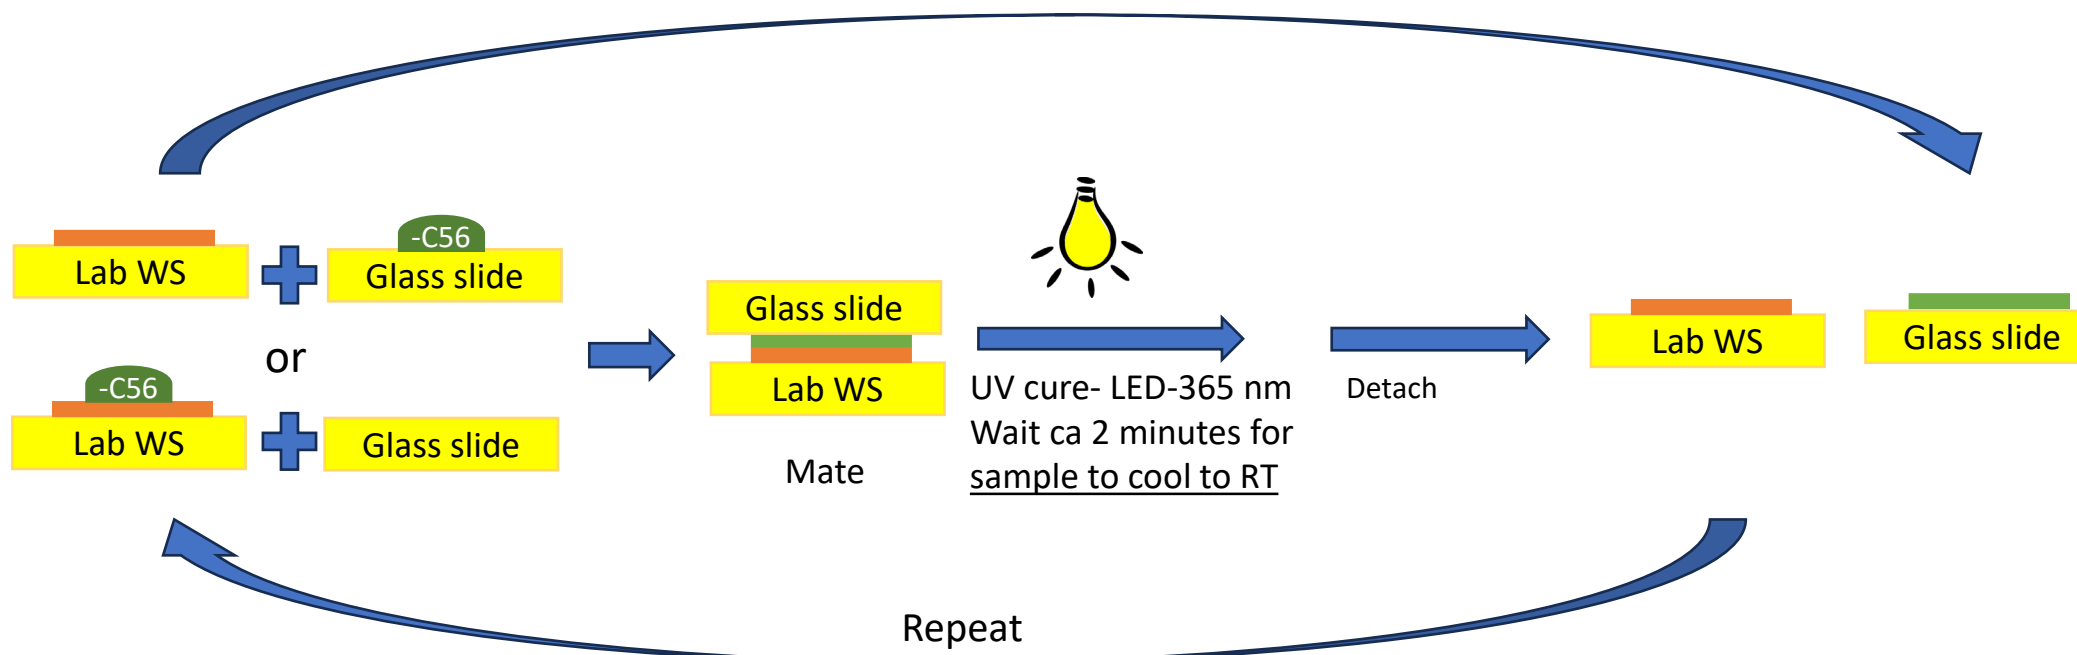 -C56
Lab WS
Glass slide
or
-C56
Lab WS
Glass slide
Glass slide
Lab WS
Mate
UV cure- LED-365 nm
Wait ca 2 minutes for
sample to cool to RT
Detach
Lab WS
Glass slide
Repeat